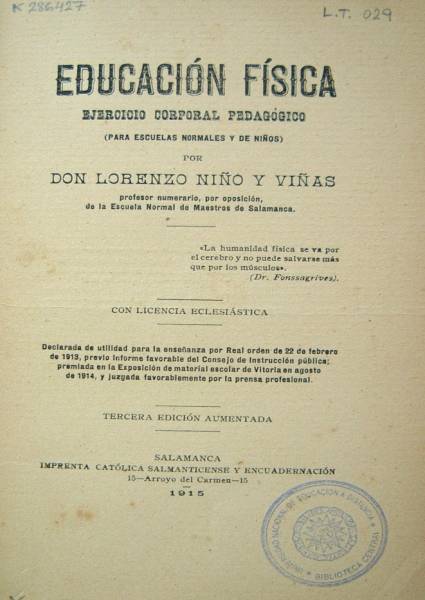 K 286427
L.T. 029
EDUCACIÓN FÍSICA
EJERCICIO CORPORAL PEDAGÓGICO
(PARA ESCUELAS NORMALES Y DE NIÑOS)
POR
DON LORENZO NIÑO Y VIÑAS
profesor numerario, por oposición,
de la Escuela Normal de Maestros de Salamanca.
«La humanidad física se va por
el cerebro y no puede salvarse más
que por los músculos».
(Dr. Fonssagrives).
CON LICENCIA ECLESIÁSTICA
Declarada de utilidad para la enseñanza por Real orden de 22 de febrero
de 1913, previo informe favorable del Consejo de Instrucción pública;
premiada en la Exposición de material escolar de Vitoria en agosto
de 1914, y juzgada favorablemente por la prensa profesional.
TERCERA EDICIÓN AUMENTADA
SALAMANCA
IMPRENTA CATÓLICA SALMANTICENSE Y ENCUADERNACIÓN
15—Arroyo del Carmen—15
1915
UNIVERSIDAD NACIONAL DE EDUCACION A DISTANCIA
BIBLIOTECA CENTRAL